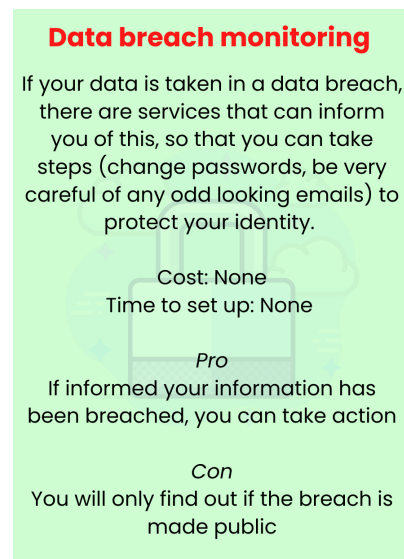 Data breach monitoring
If your data is taken in a data breach,
there are services that can inform
you of this, so that you can take
steps (change passwords, be very
careful of any odd looking emails) to
protect your identity.
Cost: None
Time to set up: None
Pro
If informed your information has
been breached, you can take action
Con
You will only find out if the breach is
made public